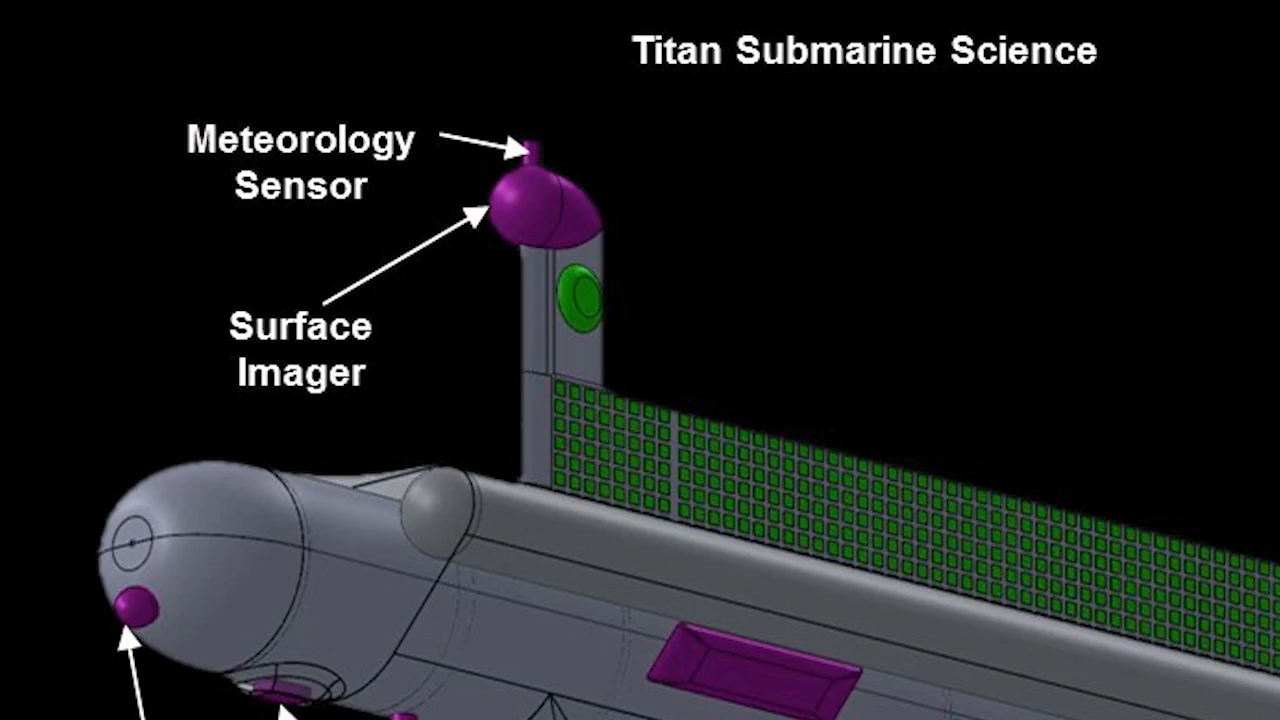 Titan Submarine Science
Meteorology
Sensor
Surface
Imager